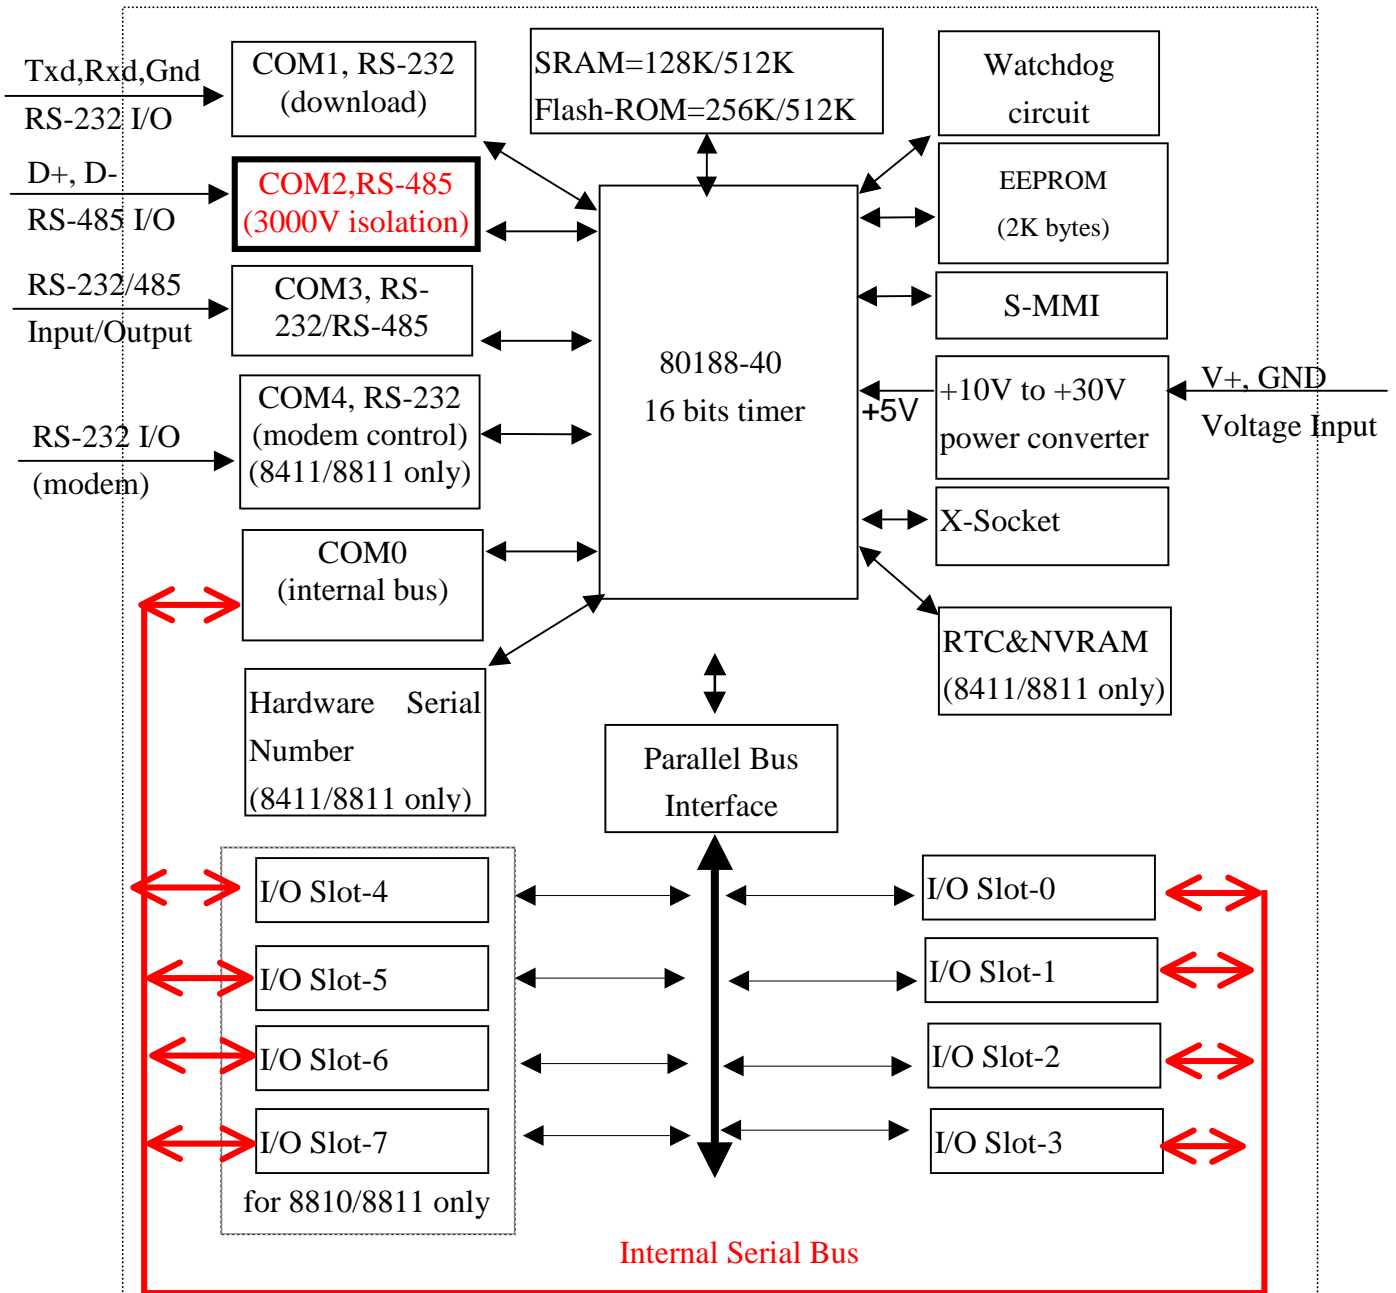 Txd,Rxd,Gnd
RS-232 I/O
COM1, RS-232
(download)
SRAM=128K/512K
Flash-ROM=256K/512K
Watchdog
circuit
D+, D-
RS-485 I/O
COM2,RS-485
(3000V isolation)
EEPROM
(2K bytes)
RS-232/485
Input/Output
COM3, RS-
232/RS-485
S-MMI
80188-40
16 bits timer
+5V
+10V to +30V
power converter
V+, GND
Voltage Input
RS-232 I/O
(modem)
COM4, RS-232
(modem control)
(8411/8811 only)
X-Socket
COM0
(internal bus)
RTC&NVRAM
(8411/8811 only)
Hardware Serial
Number
(8411/8811 only)
Parallel Bus
Interface
I/O Slot-4
I/O Slot-0
I/O Slot-5
I/O Slot-1
I/O Slot-6
I/O Slot-2
I/O Slot-7
I/O Slot-3
for 8810/8811 only
Internal Serial Bus